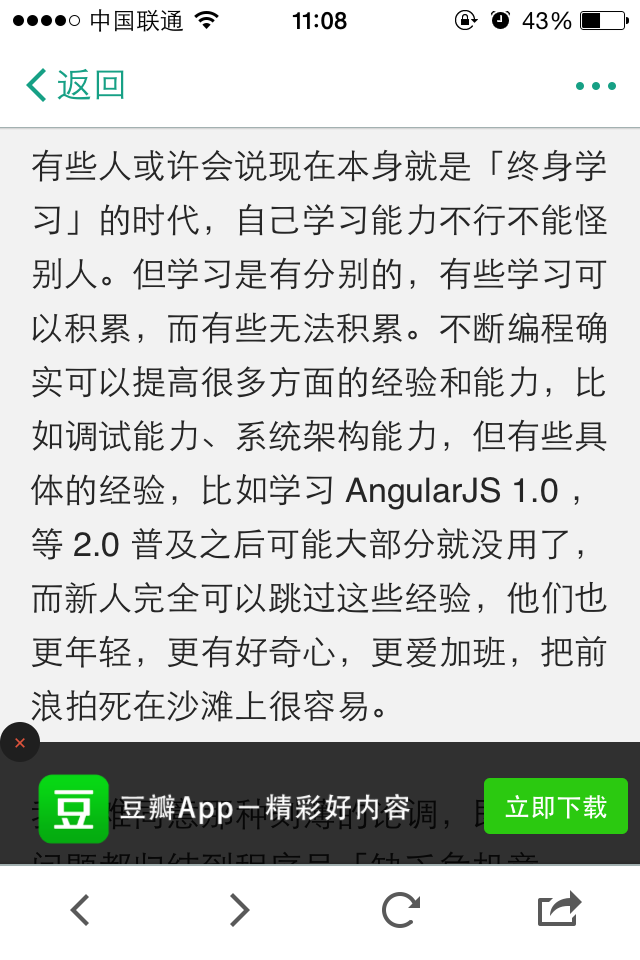 中国联通 11:08 43%
返回
有些人或许会说现在本身就是「终身学
习」的时代，自己学习能力不行不能怪
别人。但学习是有分别的，有些学习可
以积累，而有些无法积累。不断编程确
实可以提高很多方面的经验和能力，比
如调试能力、系统架构能力，但有些具
体的经验，比如学习 AngularJS 1.0 ，
等 2.0 普及之后可能大部分就没用了，
而新人完全可以跳过这些经验，他们也
更年轻，更有好奇心，更爱加班，把前
浪拍死在沙滩上很容易。
豆 豆瓣App－精彩好内容 立即下载